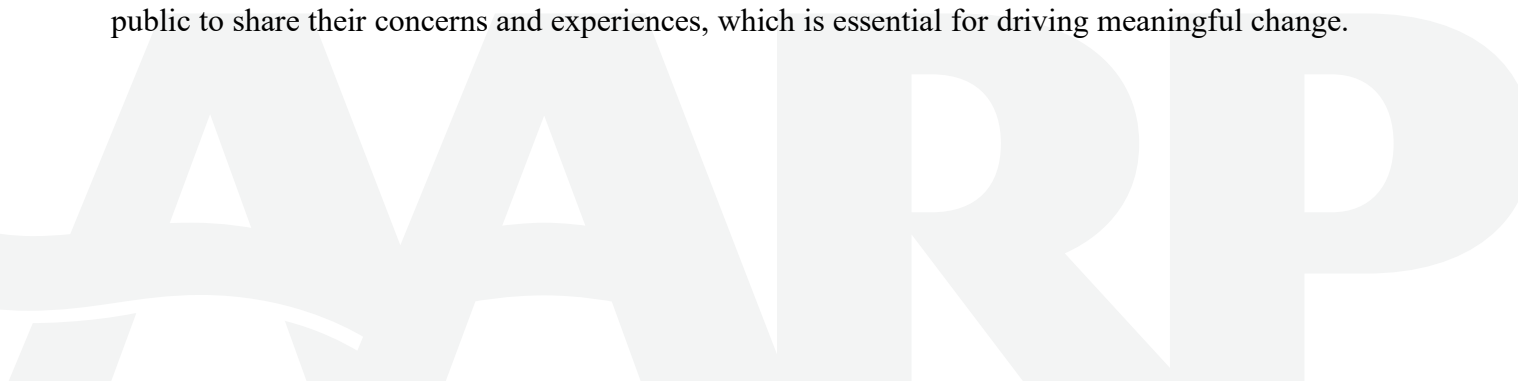 public to share their concerns and experiences, which is essential for driving meaningful change.
AARP